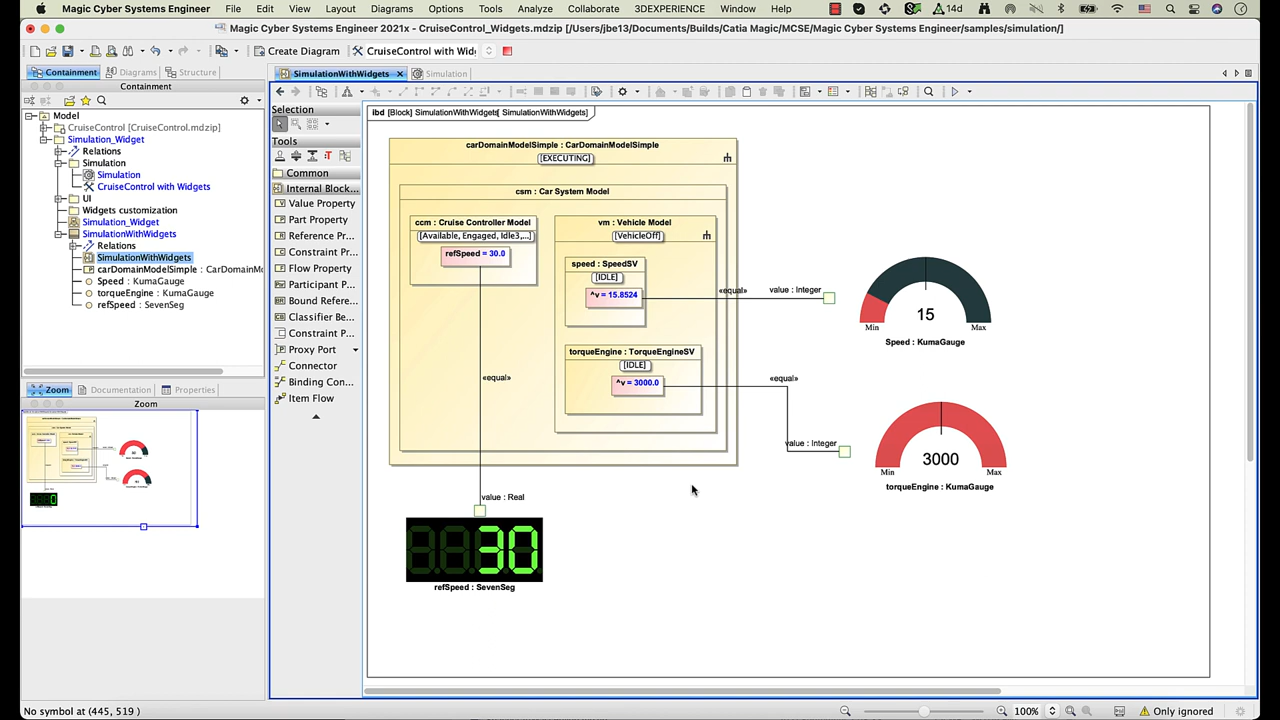 Magic Cyber Systems Engineer File Edit View Layout Diagrams Options Tools Analyze Collaborate 3DEXPERIENCE Window Help 14d
Magic Cyber Systems Engineer 2021x - CruiseControl_Widgets.mdzip [/Users/jbe13/Documents/Builds/Catia Magic/MCSE/Magic Cyber Systems Engineer/samples/simulation/]
Create Diagram CruiseControl with Wid
Containment Diagrams Structure
Containment
Model
CruiseControl [CruiseControl.mdzip]
Simulation_Widget
Relations
Simulation
Simulation
CruiseControl with Widgets
UI
Widgets customization
Simulation_Widget
SimulationWithWidgets
Relations
SimulationWithWidgets
carDomainModelSimple : CarDomainM
Speed : KumaGauge
torqueEngine : KumaGauge
refSpeed : SevenSeg
Zoom Documentation Properties
Zoom
SimulationWithWidgets Simulation
Selection
Tools
Common
Internal Block...
Value Property
Part Property
Reference Pr...
Constraint Pr...
Flow Property
Participant P...
Bound Refere...
Classifier Be...
Constraint P...
Proxy Port
Connector
Binding Con...
Item Flow
ibd [Block] SimulationWithWidgets[ SimulationWithWidgets]
carDomainModelSimple : CarDomainModelSimple
[EXECUTING]
csm : Car System Model
ccm : Cruise Controller Model
[Available, Engaged, Idle3,...]
refSpeed = 30.0
vm : Vehicle Model
[VehicleOff]
speed : SpeedSV
[IDLE]
^v = 15.8524
torqueEngine : TorqueEngineSV
[IDLE]
^v = 3000.0
«equal»
value : Integer
15
Min Max
Speed : KumaGauge
«equal»
value : Integer
3000
Min Max
torqueEngine : KumaGauge
«equal»
value : Real
30
refSpeed : SevenSeg
No symbol at (445, 519 )
100%
Only ignored